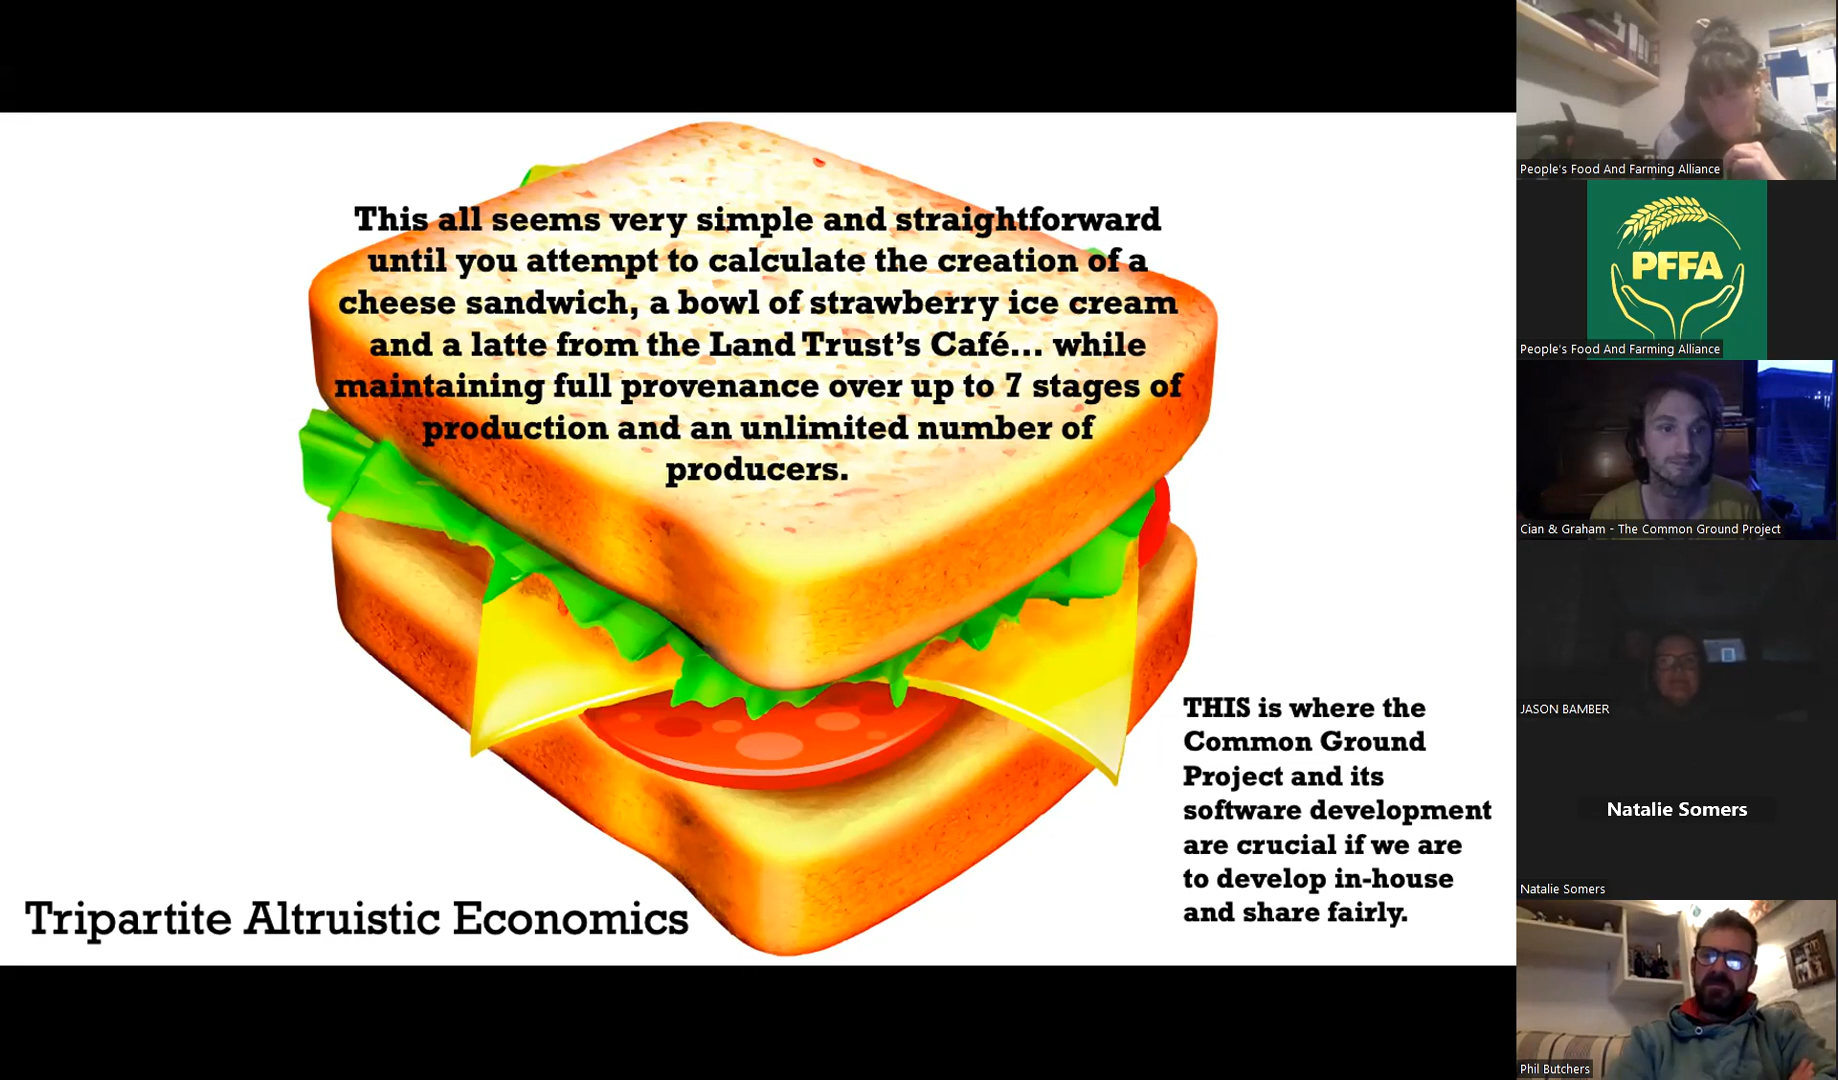 This all seems very simple and straightforward
until you attempt to calculate the creation of a
cheese sandwich, a bowl of strawberry ice cream
and a latte from the Land Trust’s Café... while
maintaining full provenance over up to 7 stages of
production and an unlimited number of
producers.
THIS is where the
Common Ground
Project and its
software development
are crucial if we are
to develop in-house
and share fairly.
Tripartite Altruistic Economics
People's Food And Farming Alliance
PFFA
People's Food And Farming Alliance
Cian & Graham - The Common Ground Project
JASON BAMBER
Natalie Somers
Natalie Somers
Phil Butchers